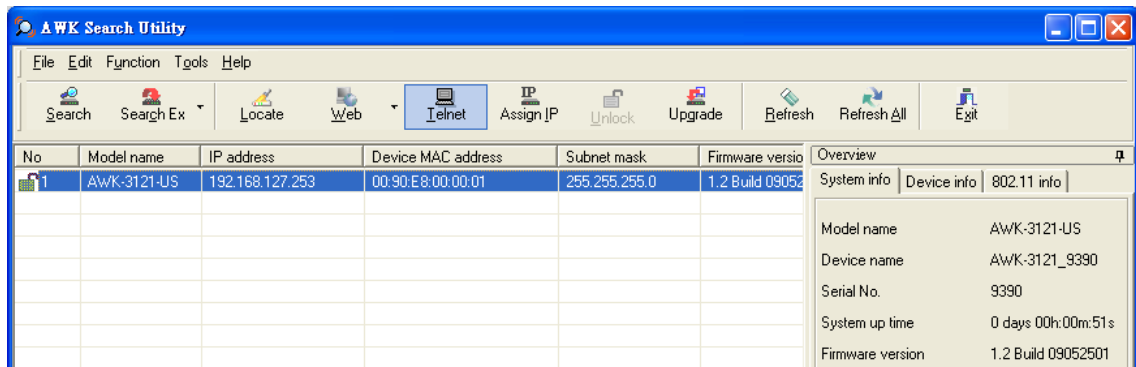 AWK Search Utility
File Edit Function Tools Help
Search Search Ex Locate Web Telnet Assign IP Unlock Upgrade Refresh Refresh All Exit
No Model name IP address Device MAC address Subnet mask Firmware versio
1 AWK-3121-US 192.168.127.253 00:90:E8:00:00:01 255.255.255.0 1.2 Build 09052
Overview
System info Device info 802.11 info
Model name AWK-3121-US
Device name AWK-3121_9390
Serial No. 9390
System up time 0 days 00h:00m:51s
Firmware version 1.2 Build 09052501